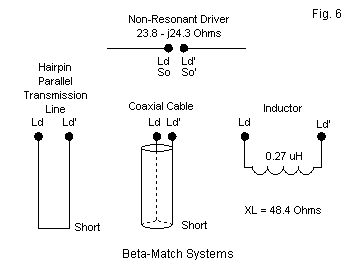 Fig. 6
Non-Resonant Driver
23.8 - j24.3 Ohms
Ld Ld'
So So'
Hairpin
Parallel
Transmission
Line
Ld Ld'
Short
Coaxial Cable
Ld Ld'
Short
Inductor
Ld Ld'
0.27 uH
XL = 48.4 Ohms
Beta-Match Systems